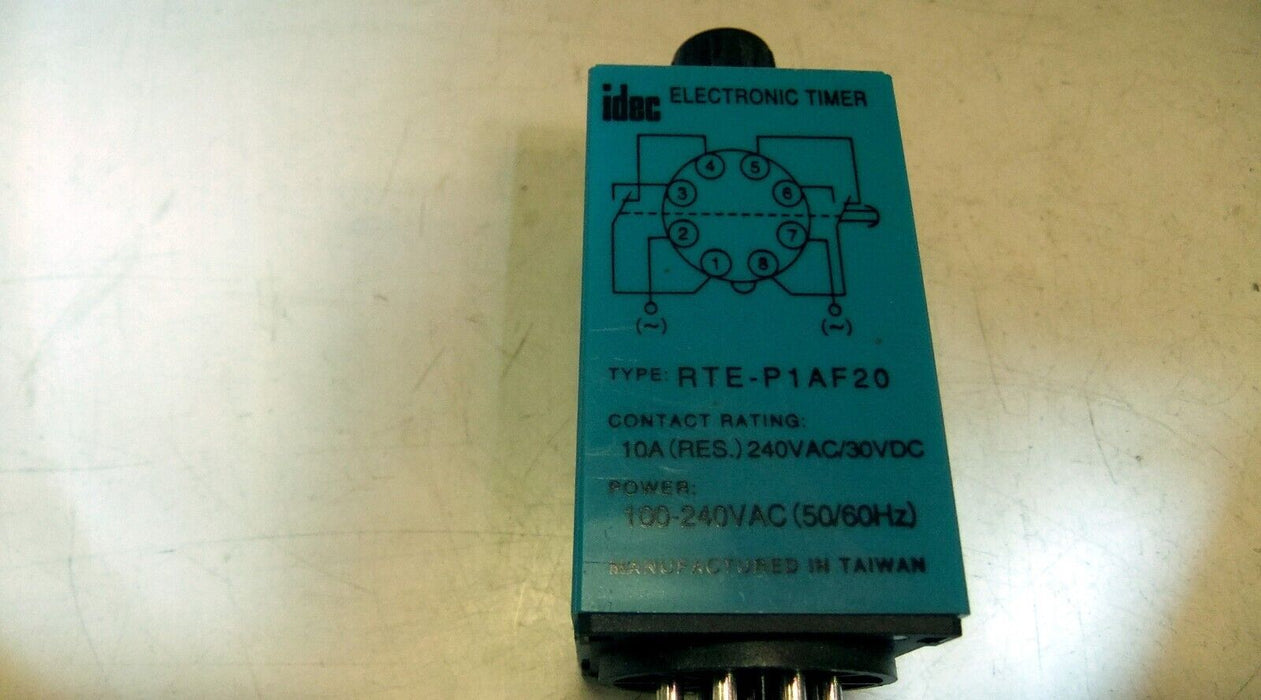 idec ELECTRONIC TIMER
4 5
3 6
2 7
1 8
(~) (~)
TYPE: RTE-P1AF20
CONTACT RATING:
10A (RES.) 240VAC/30VDC
POWER:
100-240VAC (50/60Hz)
MANUFACTURED IN TAIWAN